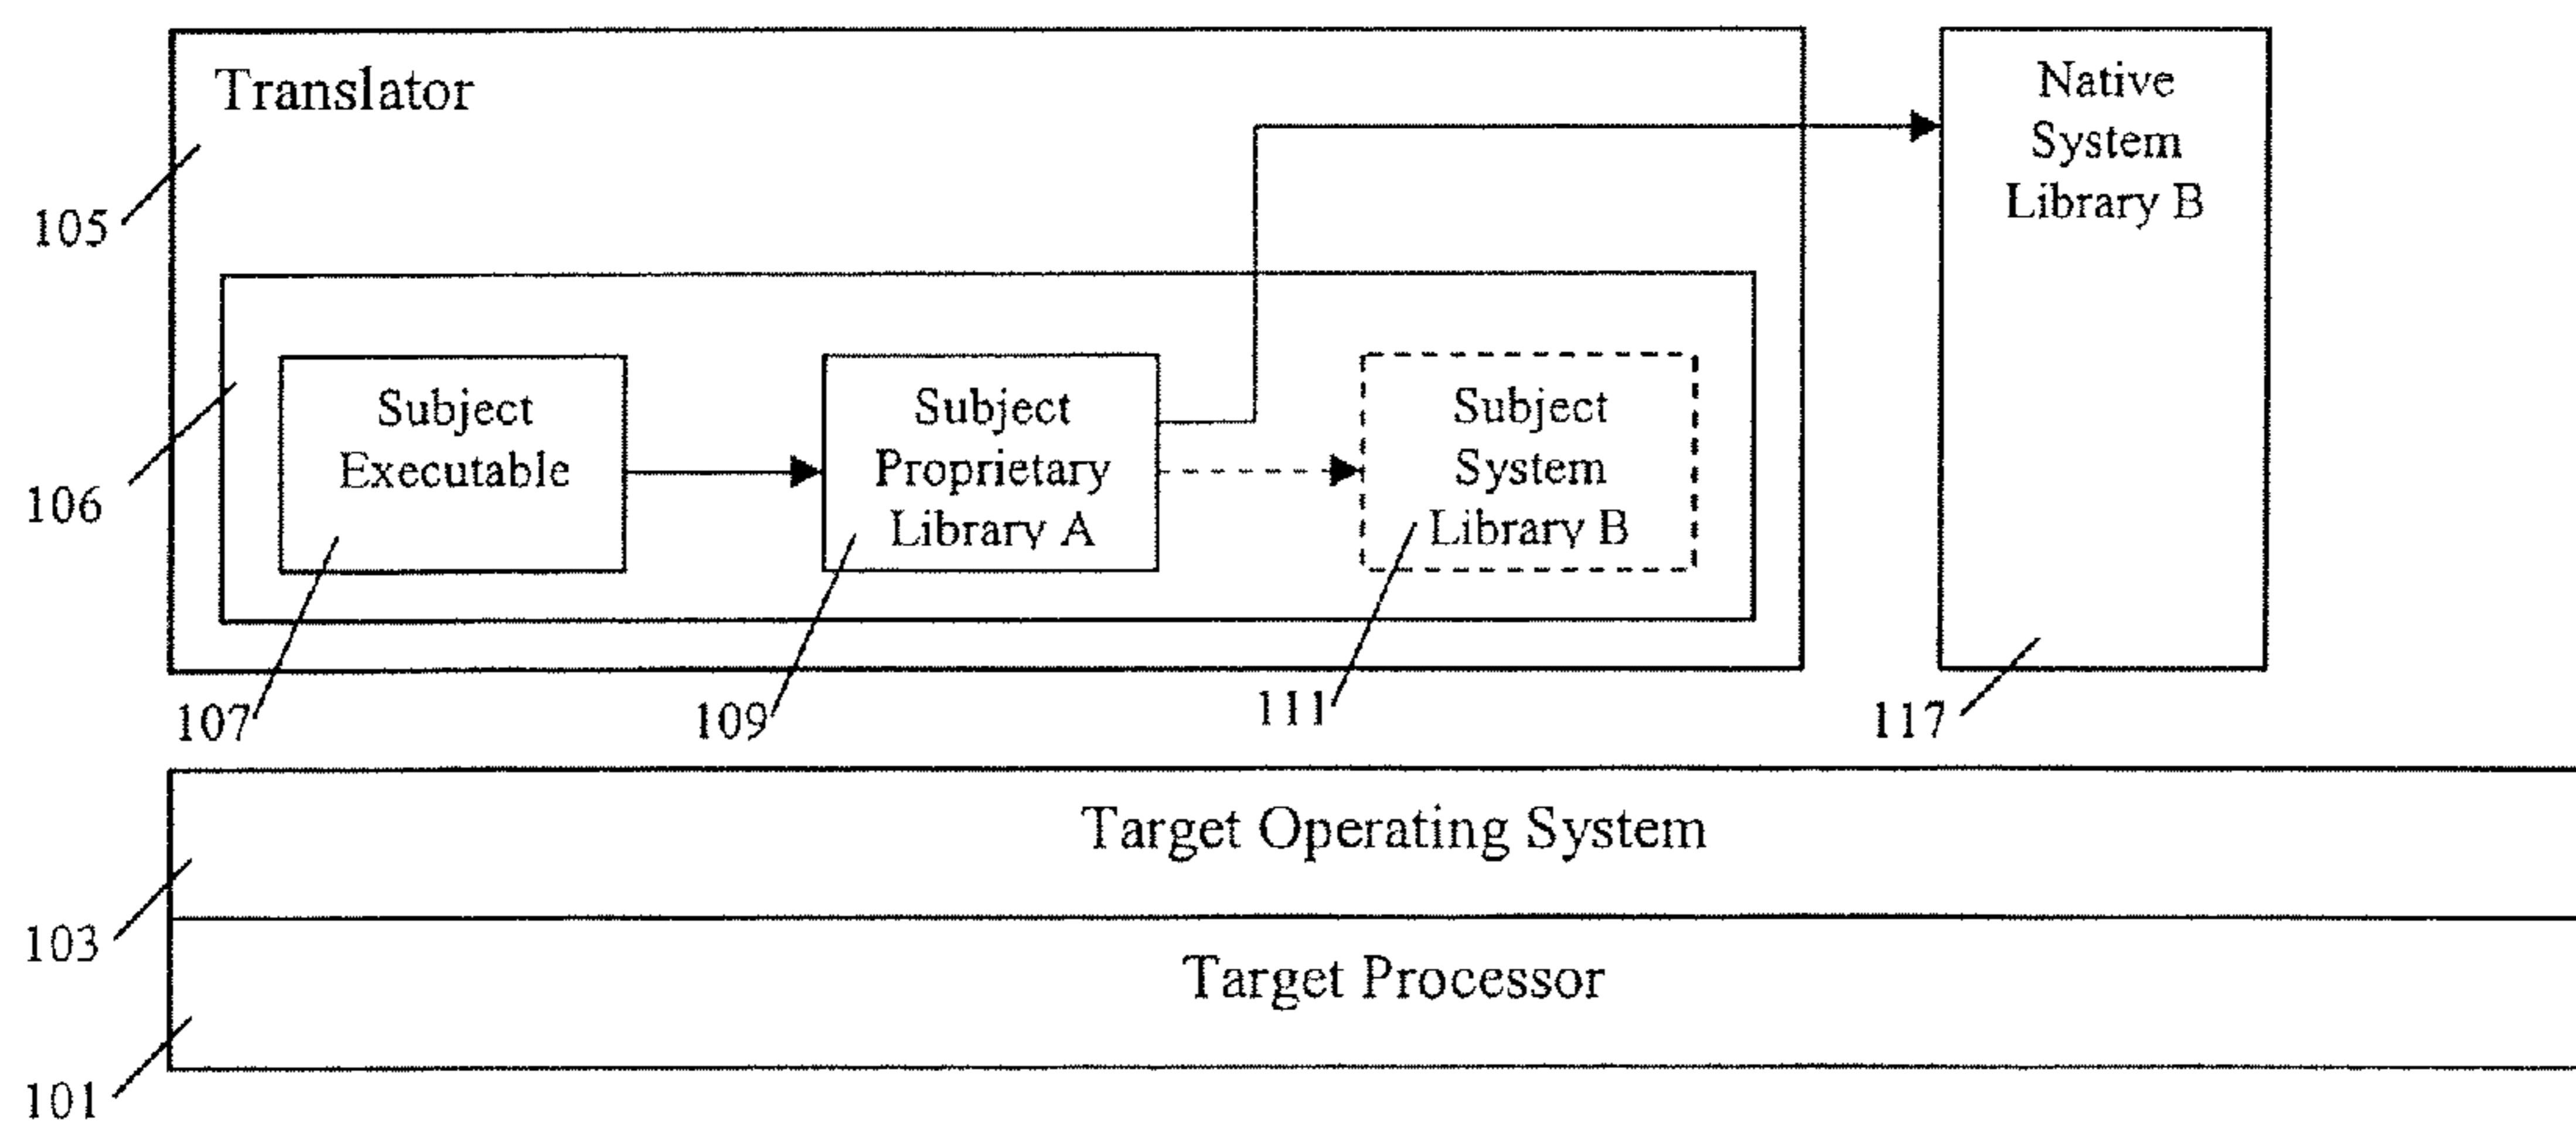 Translator
Native
System
Library B
105
Subject
Executable
Subject
Proprietary
Library A
Subject
System
Library B
106
107
109
111
117
Target Operating System
103
Target Processor
101